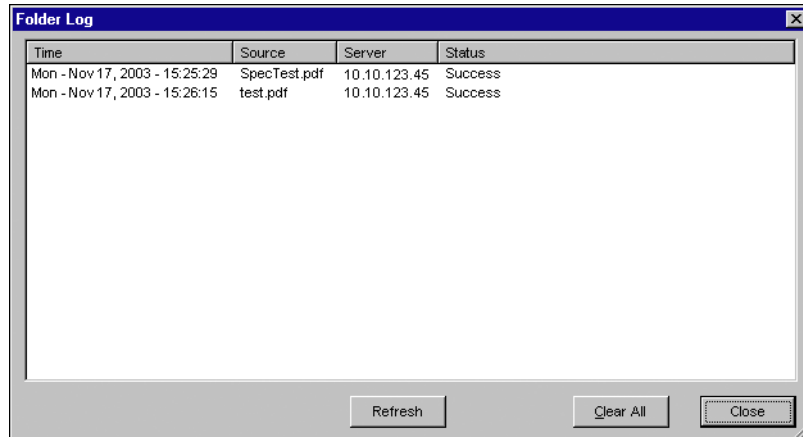 Folder Log
Time Source Server Status
Mon - Nov 17, 2003 - 15:25:29 SpecTest.pdf 10.10.123.45 Success
Mon - Nov 17, 2003 - 15:26:15 test.pdf 10.10.123.45 Success
Refresh Clear All Close